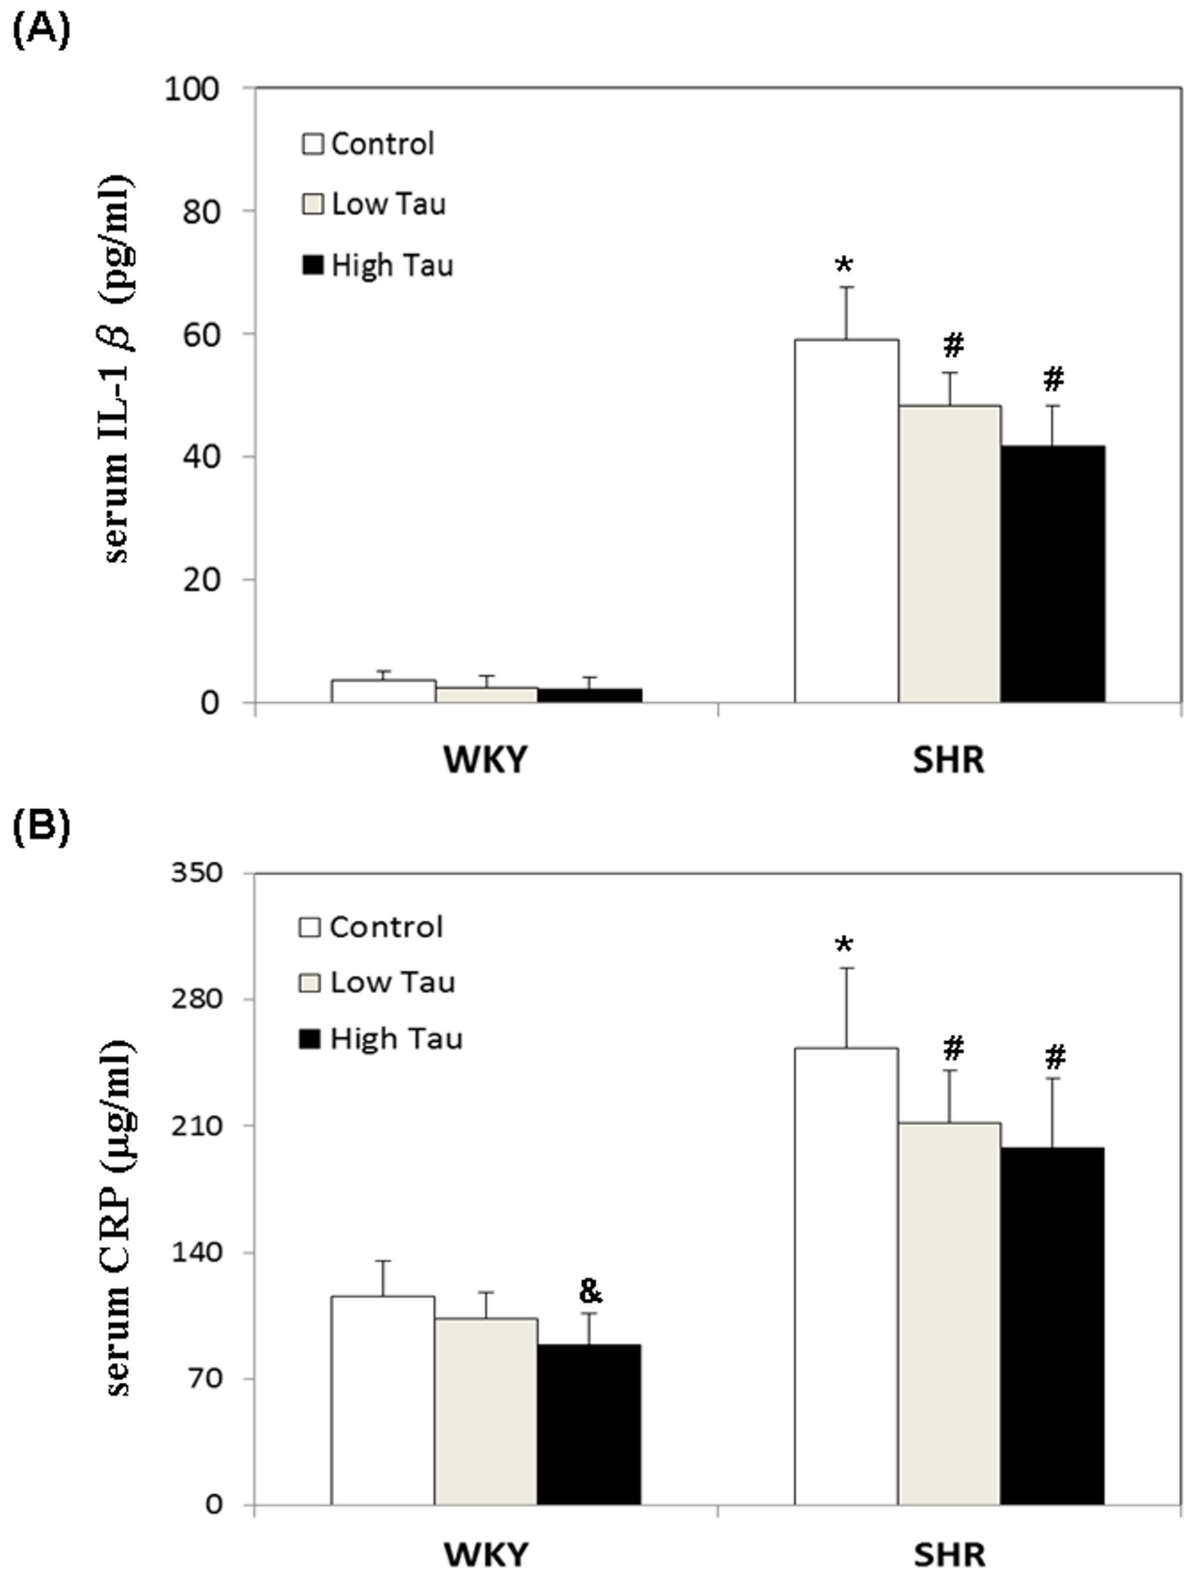 (A)
serum IL-1 β (pg/ml)
100
80
60
40
20
0
Control
Low Tau
High Tau
*
#
#
WKY
SHR
(B)
serum CRP (µg/ml)
350
280
210
140
70
0
Control
Low Tau
High Tau
&
*
#
#
WKY
SHR